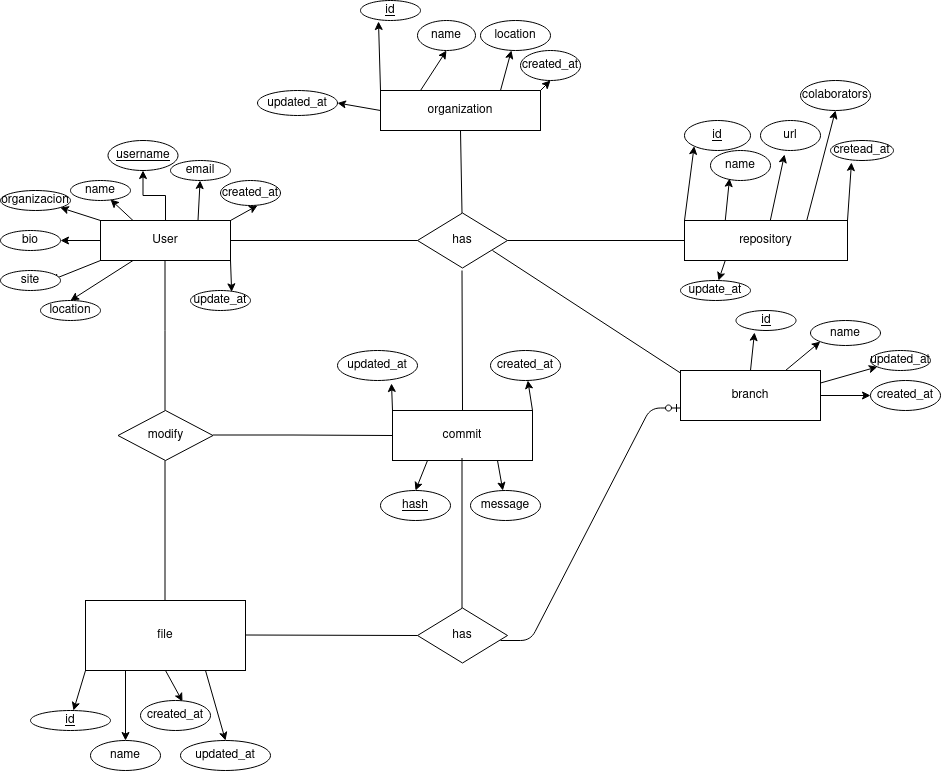 id
name
location
created_at
updated_at
organization
colaborators
id
url
name
cretead_at
username
email
name
created_at
organizacion
User
has
repository
bio
site
update_at
location
update_at
id
name
updated_at
created_at
branch
updated_at
created_at
modify
commit
hash
message
file
has
id
created_at
name
updated_at